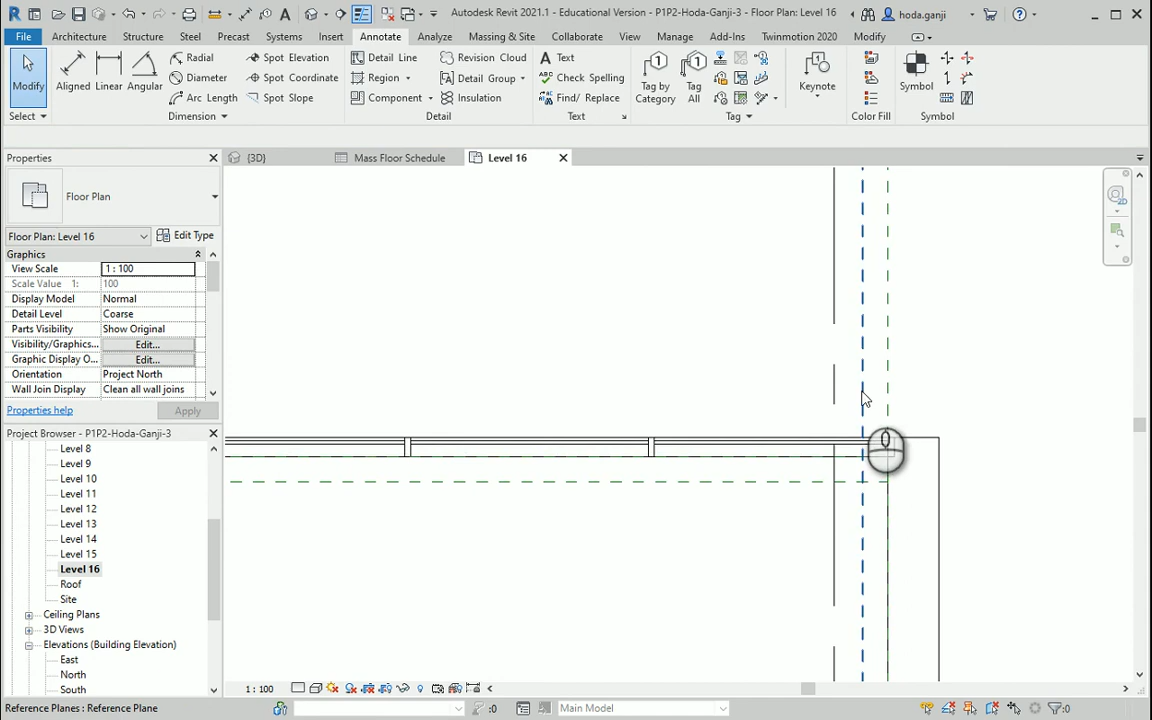 Autodesk Revit 2021.1 - Educational Version - P1P2-Hoda-Ganji-3 - Floor Plan: Level 16
hoda.ganji
File Architecture Structure Steel Precast Systems Insert Annotate Analyze Massing & Site Collaborate View Manage Add-Ins Twinmotion 2020 Modify
Radial Spot Elevation Detail Line Revision Cloud Text
Diameter Spot Coordinate Region Detail Group Check Spelling
Modify Aligned Linear Angular Arc Length Spot Slope Component Insulation Find/ Replace Tag by Category Tag All Keynote Symbol
Select Dimension Detail Text Tag Color Fill Symbol
Properties
{3D} Mass Floor Schedule Level 16
Floor Plan
Floor Plan: Level 16 Edit Type
Graphics
View Scale 1 : 100
Scale Value 1: 100
Display Model Normal
Detail Level Coarse
Parts Visibility Show Original
Visibility/Graphics... Edit...
Graphic Display O... Edit...
Orientation Project North
Wall Join Display Clean all wall joins
Properties help Apply
Project Browser - P1P2-Hoda-Ganji-3
Level 8
Level 9
Level 10
Level 11
Level 12
Level 13
Level 14
Level 15
Level 16
Roof
Site
Ceiling Plans
3D Views
Elevations (Building Elevation)
East
North
South
0
1 : 100
Reference Planes : Reference Plane :0 Main Model :0